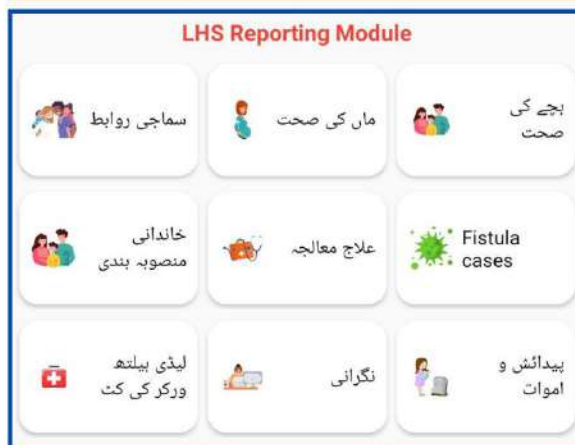 LHS Reporting Module
بچے کی
صحت
ماں کی صحت
سماجی روابط
Fistula
cases
علاج معالجہ
خاندانی
منصوبہ بندی
پیدائش و
اموات
نگرانی
لیڈی ہیلتھ
ورکر کی کٹ